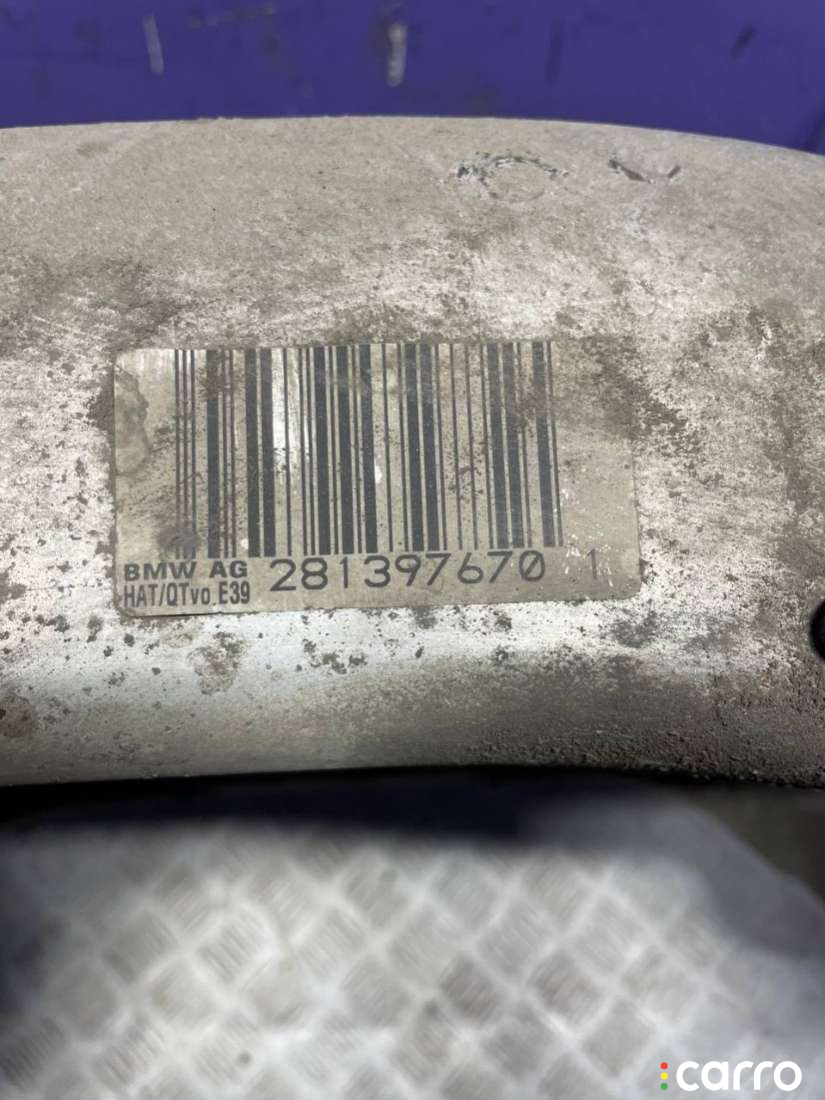 BMW AG
HAT/QTvo.E39
281397670 1
carro